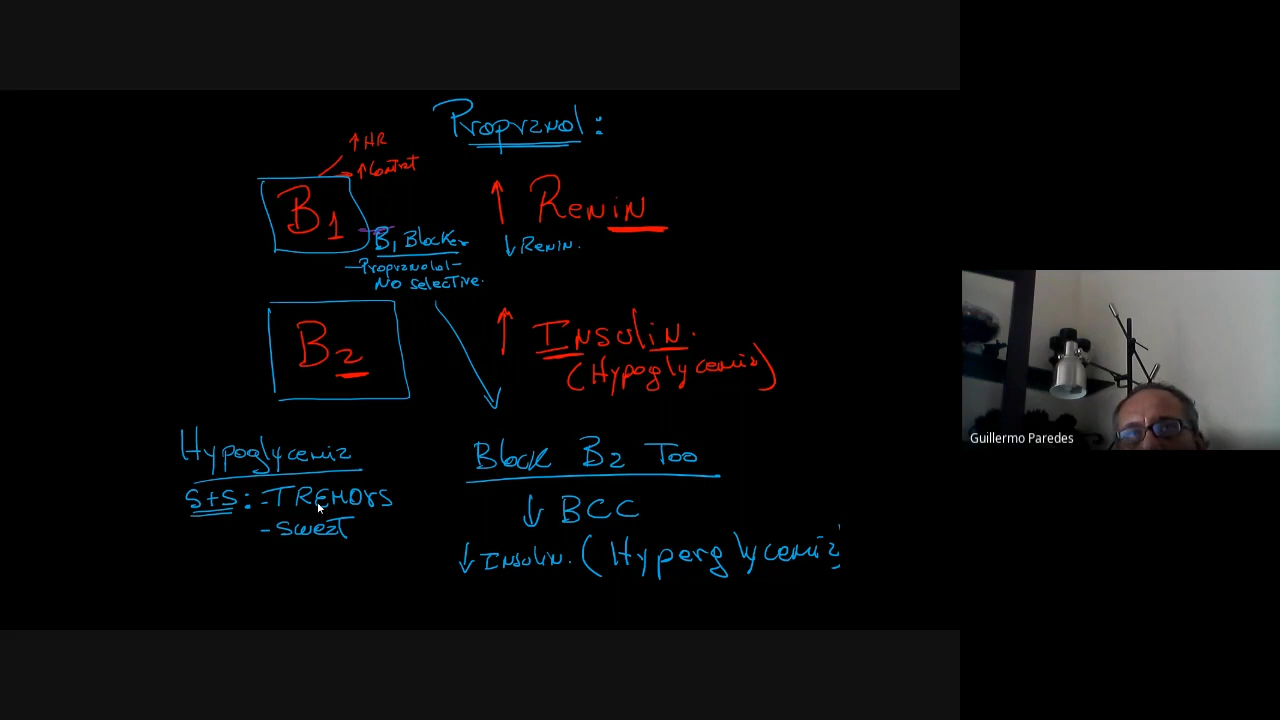 Propranol:
↑ HR
↑ Contrat
B1
↑ Renin
B1 Blocker
↓ Renin.
-Propranolol-
No selective.
B2
↑ Insulin.
(Hypoglycemia)
Hypoglycemia
Block B2 Too
S+S: -TREMORS
↓ BCC
-Sweat
↓ Insulin. (Hyperglycemia)
Guillermo Paredes